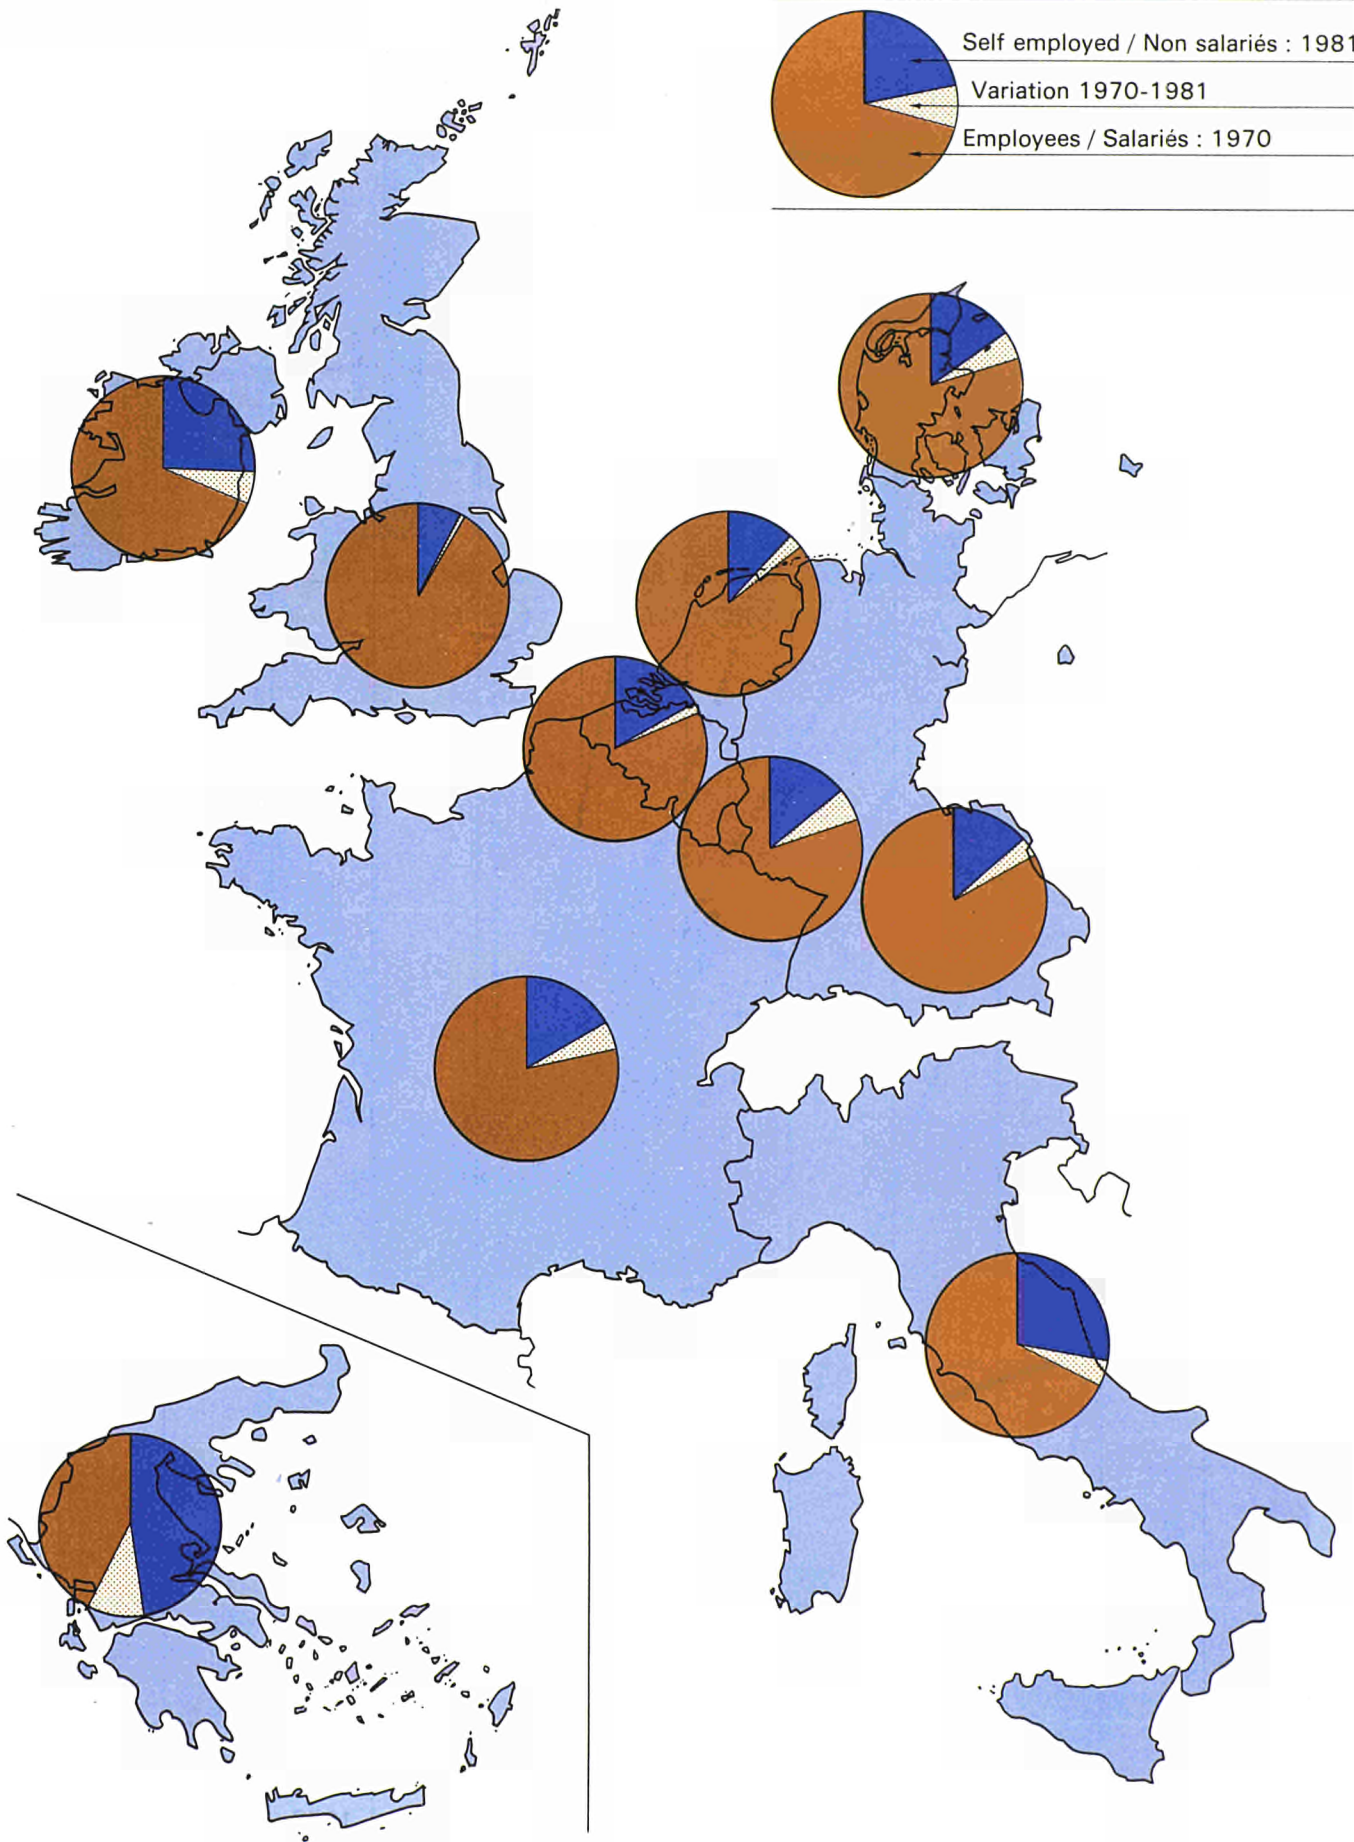 Self employed / Non salariés : 1981
Variation 1970-1981
Employees / Salariés : 1970